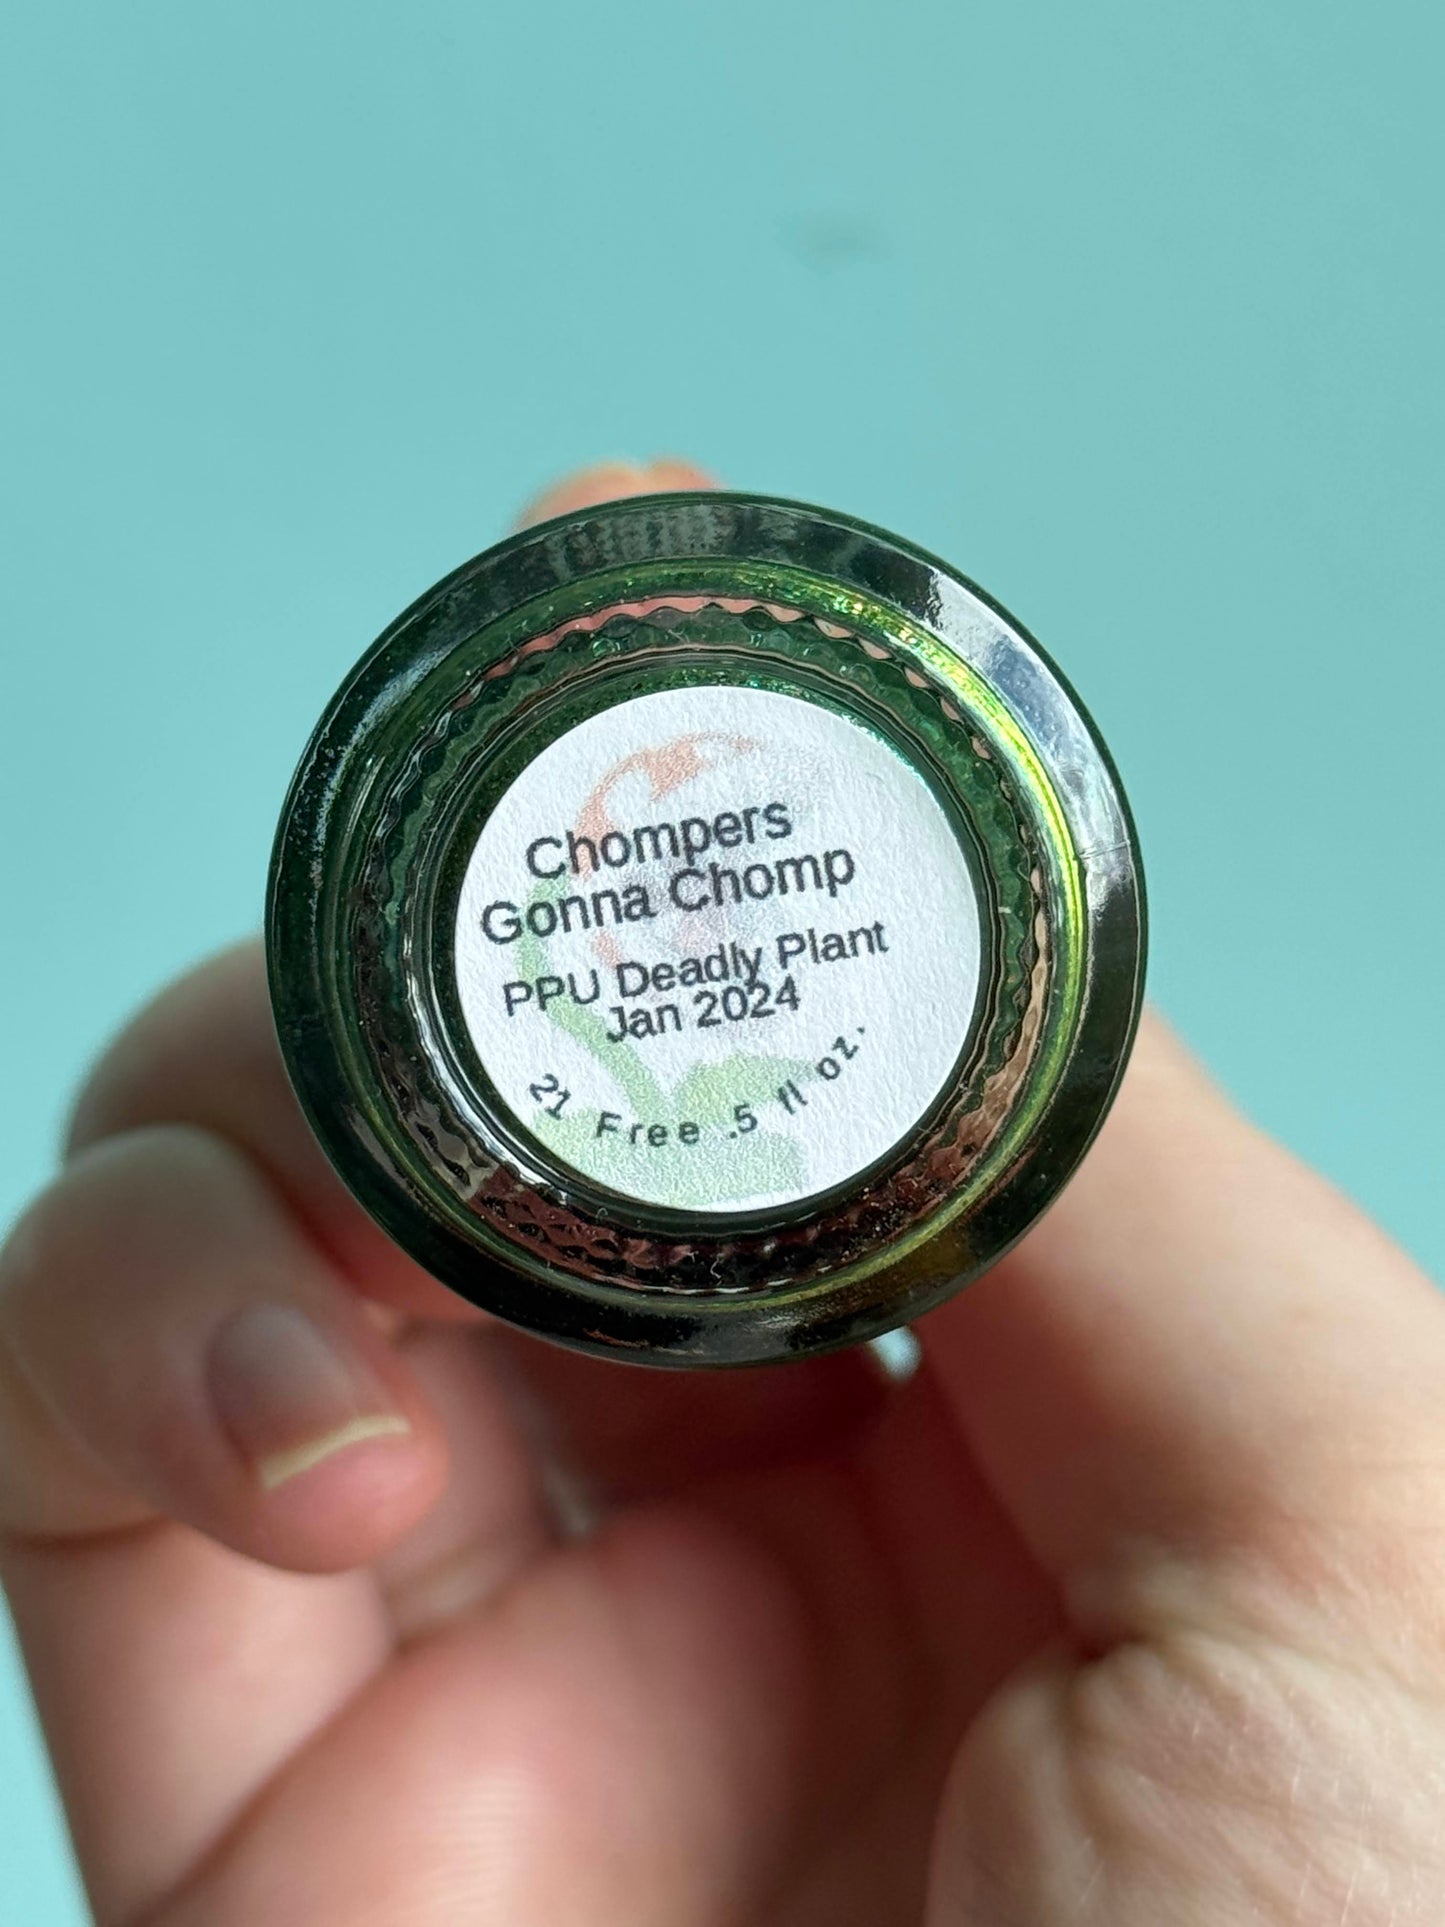 Chompers
Gonna Chomp
PPU Deadly Plant
Jan 2024
21 Free .5 fl oz.